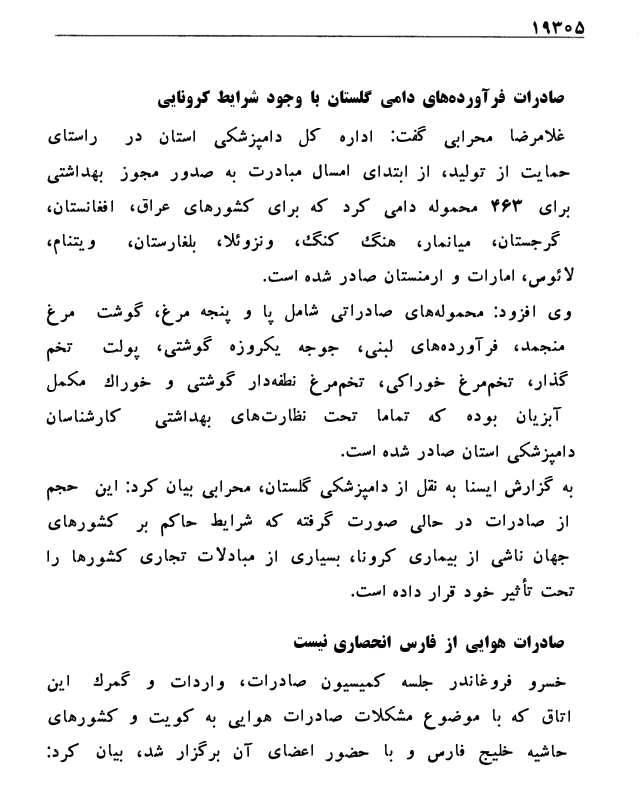 ۱۹۳۰۵
صادرات فرآورده‌های دامی گلستان با وجود شرایط کرونایی
غلامرضا محرابی گفت: اداره کل دامپزشکی استان در راستای
حمایت از تولید، از ابتدای امسال مبادرت به صدور مجوز بهداشتی
برای ۴۶۳ محموله دامی کرد که برای کشورهای عراق، افغانستان،
گرجستان، میانمار، هنگ کنگ، ونزوئلا، بلغارستان، ویتنام،
لائوس، امارات و ارمنستان صادر شده است.
وی افزود: محموله‌های صادراتی شامل پا و پنجه مرغ، گوشت مرغ
منجمد، فرآورده‌های لبنی، جوجه یکروزه گوشتی، پولت تخم
گذار، تخم‌مرغ خوراکی، تخم‌مرغ نطفه‌دار گوشتی و خوراک مکمل
آبزیان بوده که تماما تحت نظارت‌های بهداشتی کارشناسان
دامپزشکی استان صادر شده است.
به گزارش ایسنا به نقل از دامپزشکی گلستان، محرابی بیان کرد: این حجم
از صادرات در حالی صورت گرفته که شرایط حاکم بر کشورهای
جهان ناشی از بیماری کرونا، بسیاری از مبادلات تجاری کشورها را
تحت تأثیر خود قرار داده است.
صادرات هوایی از فارس انحصاری نیست
خسرو فروغاندر جلسه کمیسیون صادرات، واردات و گمرک این
اتاق که با موضوع مشکلات صادرات هوایی به کویت و کشورهای
حاشیه خلیج فارس و با حضور اعضای آن برگزار شد، بیان کرد: